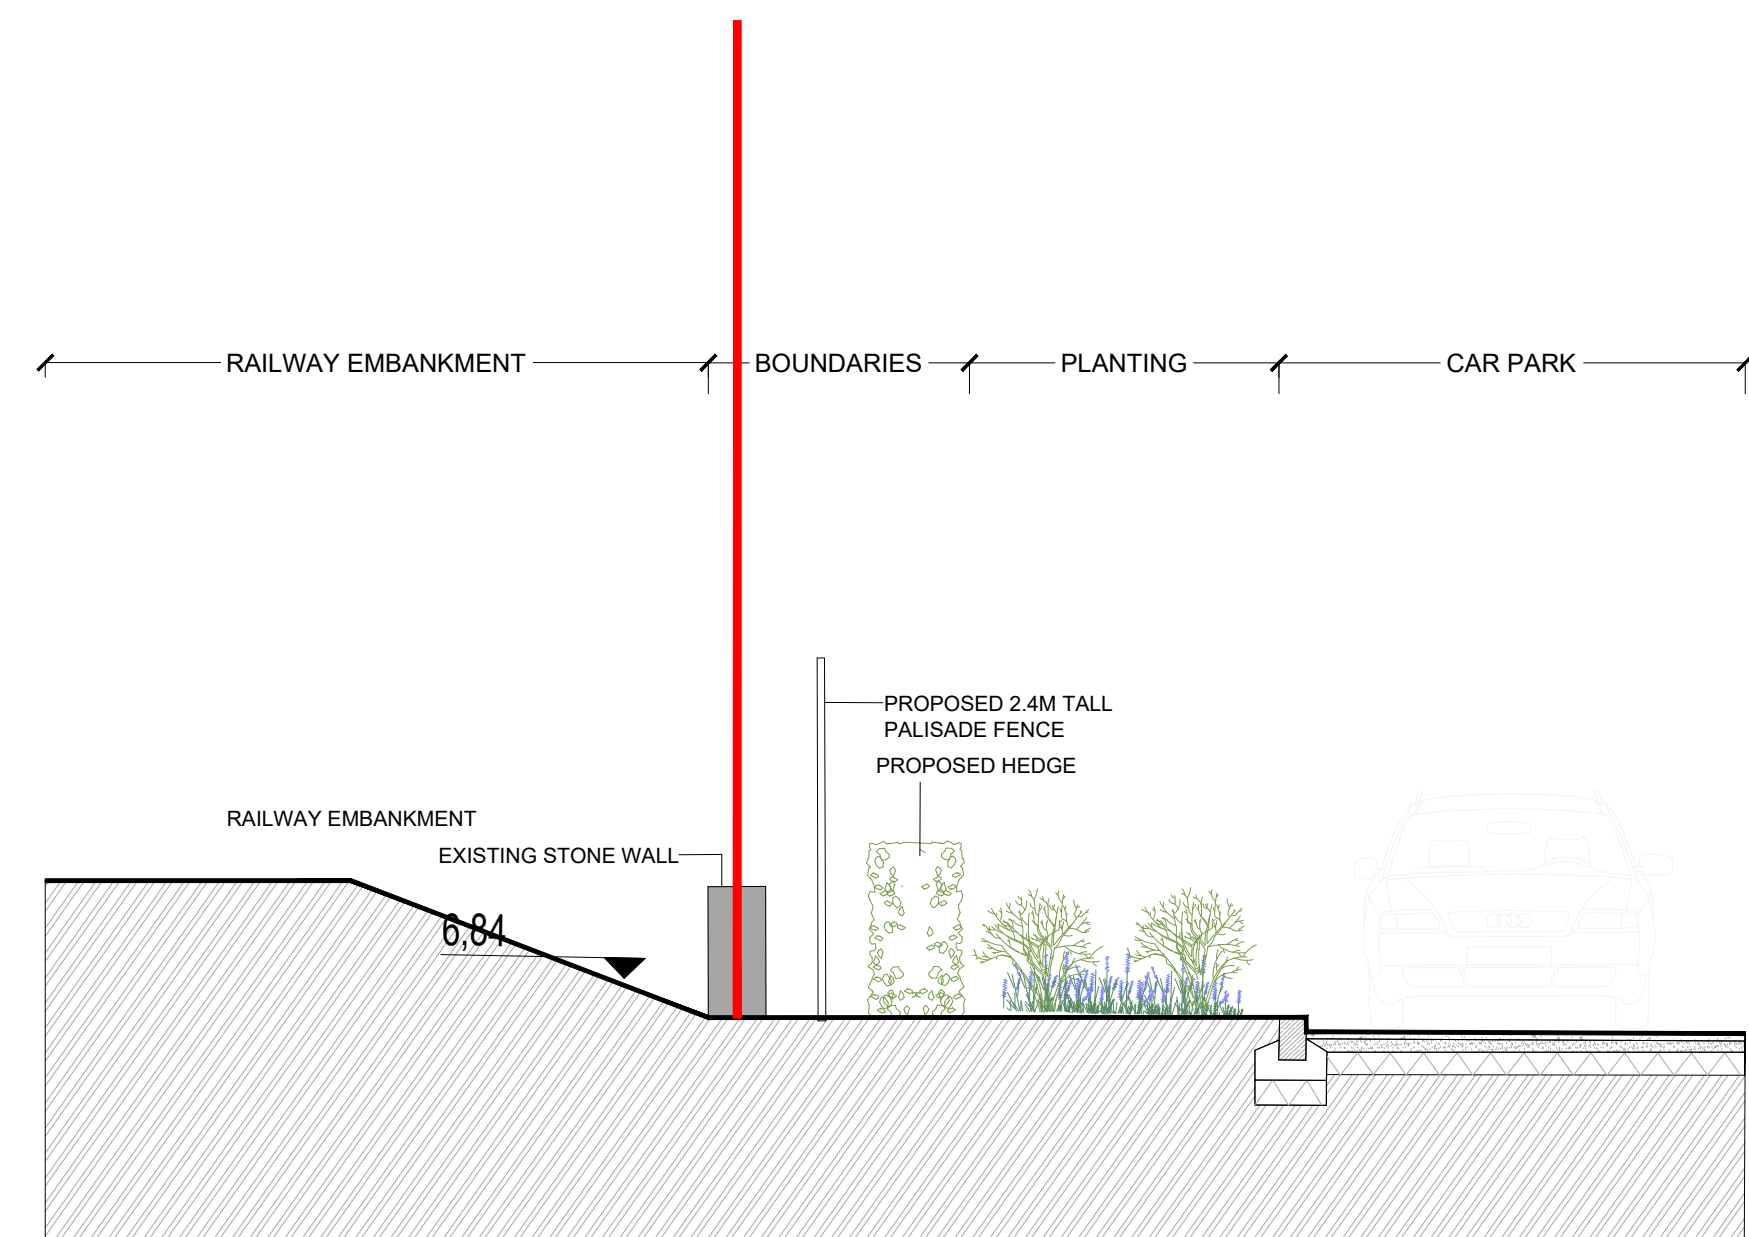 RAILWAY EMBANKMENT
BOUNDARIES
PLANTING
CAR PARK
PROPOSED 2.4M TALL
PALISADE FENCE
PROPOSED HEDGE
RAILWAY EMBANKMENT
EXISTING STONE WALL
6,84